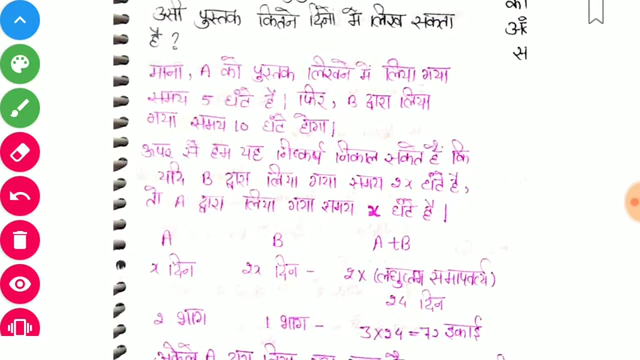 उसी पुस्तक कितने दिनों में लिख सकता
है ?
माना, A को पुस्तक लिखने में लिया गया
समय 5 घंटे है। फिर, B द्वारा लिया
गया समय 10 घंटे होगा।
ऊपर से हम यह निष्कर्ष निकाल सकते हैं कि
यदि B द्वारा लिया गया समय 2x घंटे है,
तो A द्वारा लिया गया समय x घंटे है।
A B A+B
x दिन 2x दिन – 2x (लघुत्तम समापवर्त्य)
24 दिन
2 भाग 1 भाग – 3×24=72 इकाई
अकेले A
का
अं
स